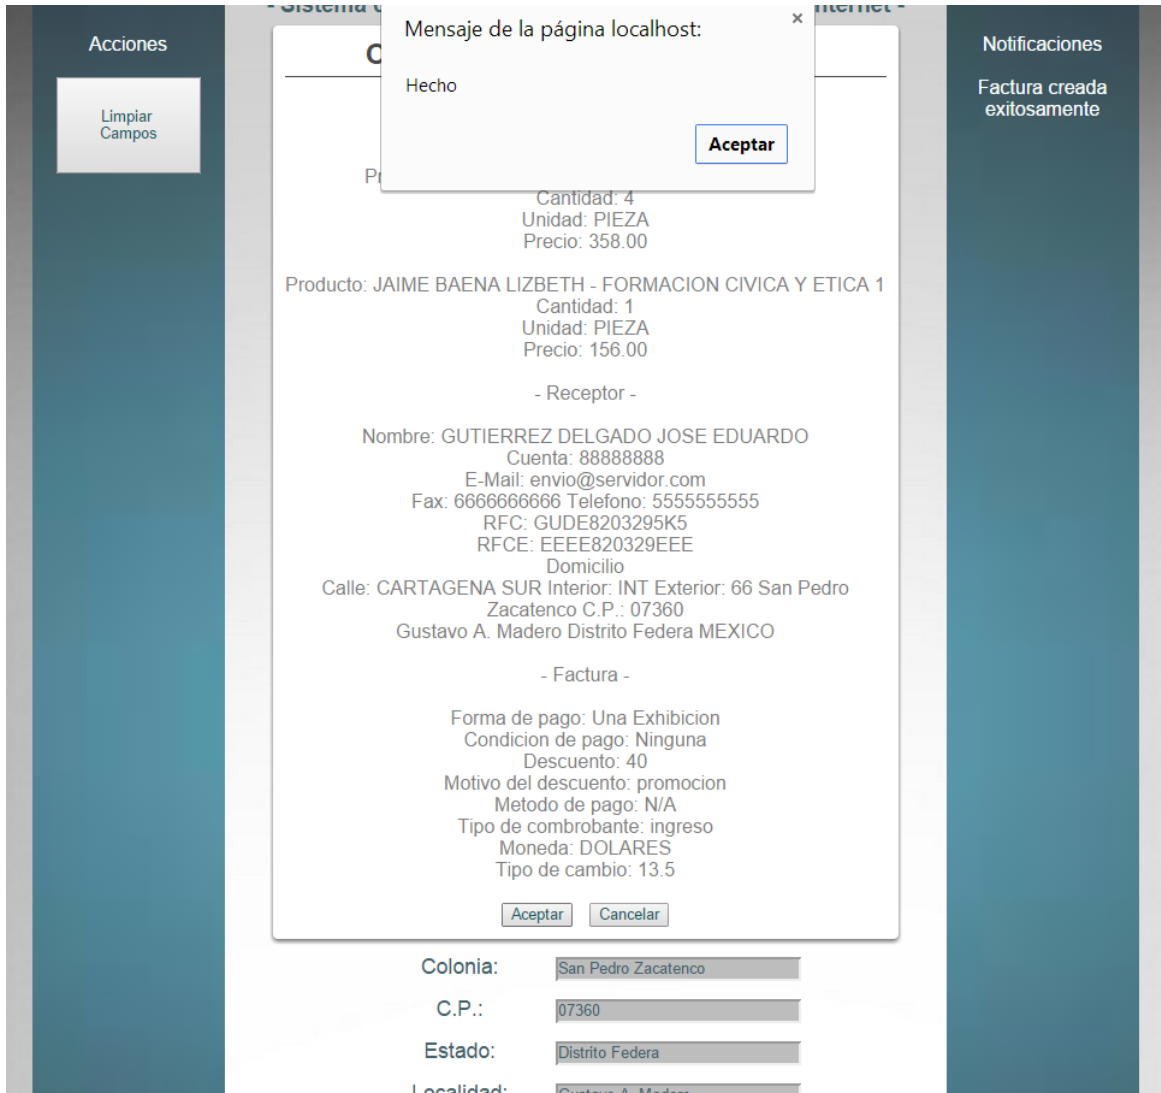 - Sistema
Internet -
Mensaje de la página localhost:
×
Hecho
Aceptar
Acciones
Limpiar
Campos
Notificaciones
Factura creada
exitosamente
Cantidad: 4
Unidad: PIEZA
Precio: 358.00
Producto: JAIME BAENA LIZBETH - FORMACION CIVICA Y ETICA 1
Cantidad: 1
Unidad: PIEZA
Precio: 156.00
- Receptor -
Nombre: GUTIERREZ DELGADO JOSE EDUARDO
Cuenta: 88888888
E-Mail: envio@servidor.com
Fax: 6666666666 Telefono: 5555555555
RFC: GUDE8203295K5
RFCE: EEEE820329EEE
Domicilio
Calle: CARTAGENA SUR Interior: INT Exterior: 66 San Pedro
Zacatenco C.P.: 07360
Gustavo A. Madero Distrito Federa MEXICO
- Factura -
Forma de pago: Una Exhibicion
Condicion de pago: Ninguna
Descuento: 40
Motivo del descuento: promocion
Metodo de pago: N/A
Tipo de combrobante: ingreso
Moneda: DOLARES
Tipo de cambio: 13.5
Aceptar Cancelar
Colonia: San Pedro Zacatenco
C.P.: 07360
Estado: Distrito Federa
Localidad: Gustavo A. Madero